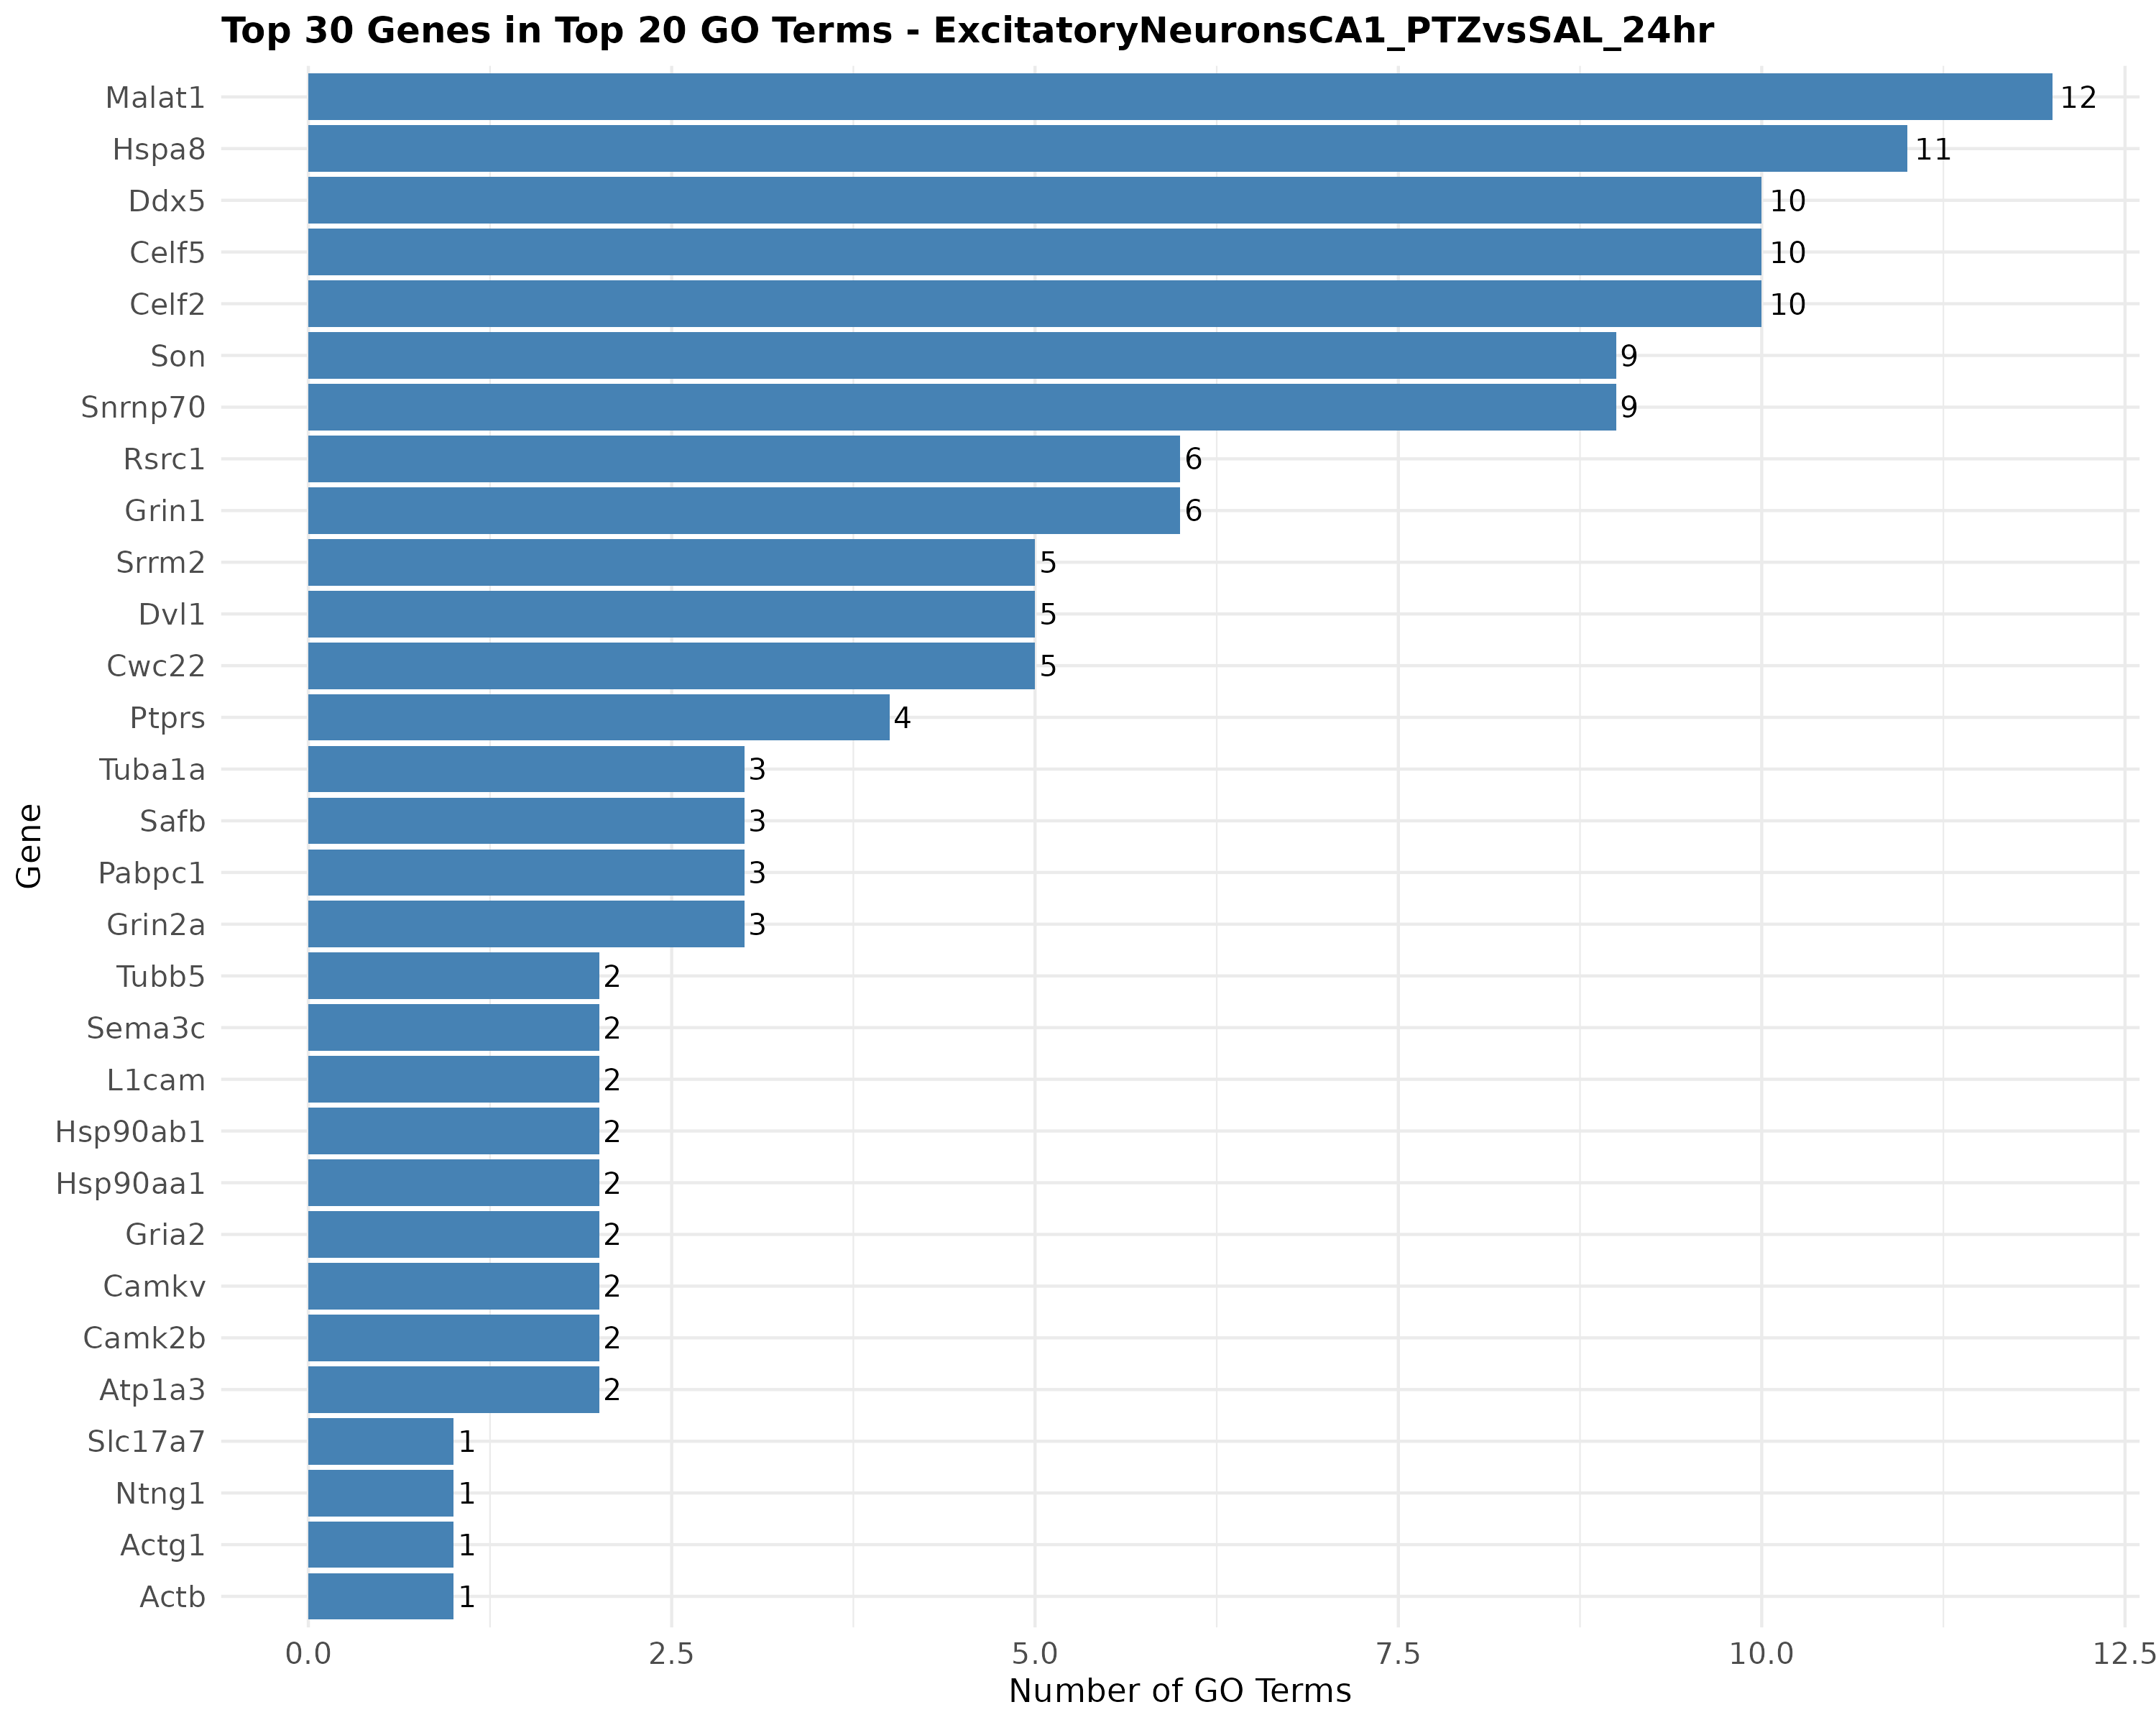 Top 30 Genes in Top 20 GO Terms - ExcitatoryNeuronsCA1_PTZvsSAL_24hr
Malat1 12
Hspa8 11
Ddx5 10
Celf5 10
Celf2 10
Son 9
Snrnp70 9
Rsrc1 6
Grin1 6
Srrm2 5
Dvl1 5
Cwc22 5
Ptprs 4
Tuba1a 3
Safb 3
Pabpc1 3
Grin2a 3
Tubb5 2
Sema3c 2
L1cam 2
Hsp90ab1 2
Hsp90aa1 2
Gria2 2
Camkv 2
Camk2b 2
Atp1a3 2
Slc17a7 1
Ntng1 1
Actg1 1
Actb 1
Gene
0.0 2.5 5.0 7.5 10.0 12.5
Number of GO Terms